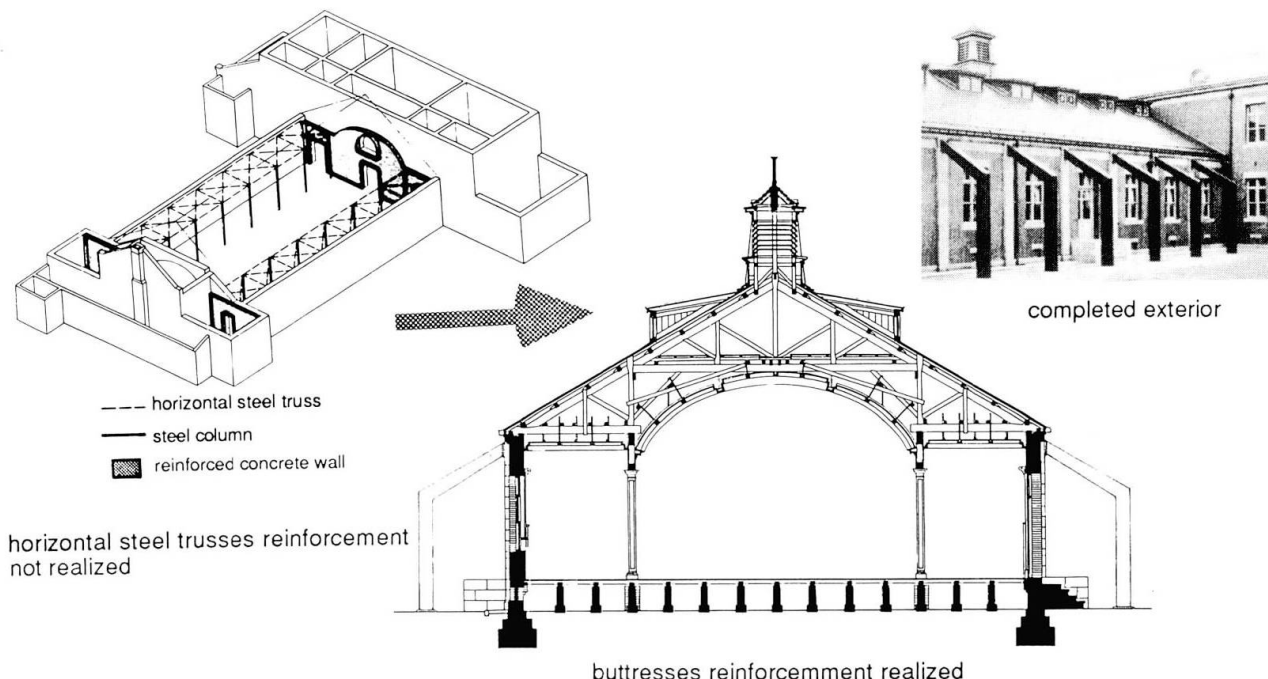 horizontal steel truss
steel column
reinforced concrete wall
horizontal steel trusses reinforcement
not realized
completed exterior
buttresses reinforcemment realized